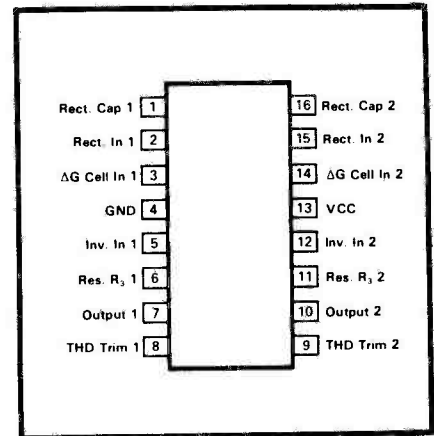 Rect. Cap 1 1 16 Rect. Cap 2
Rect. In 1 2 15 Rect. In 2
ΔG Cell In 1 3 14 ΔG Cell In 2
GND 4 13 VCC
Inv. In 1 5 12 Inv. In 2
Res. R₃ 1 6 11 Res. R₃ 2
Output 1 7 10 Output 2
THD Trim 1 8 9 THD Trim 2